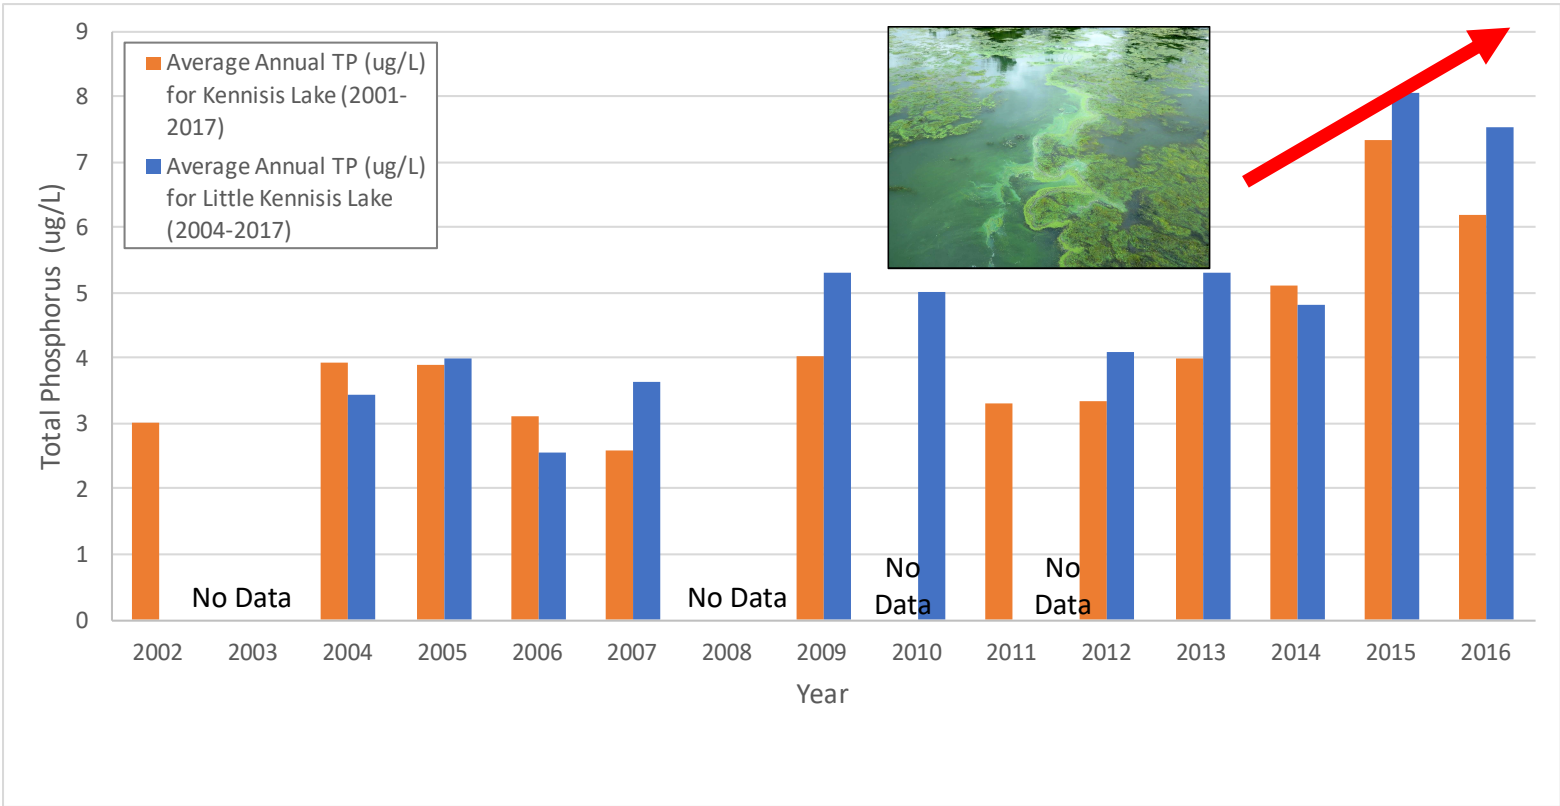 9
8
7
6
5
4
3
2
1
0
Total Phosphorus (ug/L)
Average Annual TP (ug/L)
for Kennisis Lake (2001-
2017)
Average Annual TP (ug/L)
for Little Kennisis Lake
(2004-2017)
No Data
No Data
No
Data
No
Data
2002 2003 2004 2005 2006 2007 2008 2009 2010 2011 2012 2013 2014 2015 2016
Year